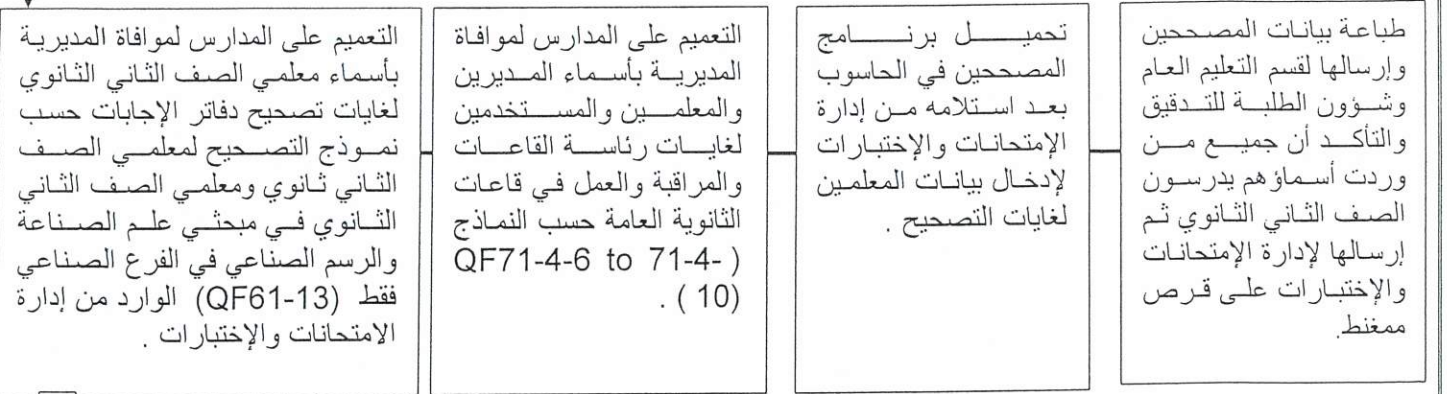 طباعة بيانات المصححين
وإرسالها لقسم التعليم العام
وشؤون الطلبة للتدقيق
والتأكد أن جميع من
وردت أسماؤهم يدرسون
الصف الثاني الثانوي ثم
إرسالها لإدارة الإمتحانات
والإختبارات على قرص
ممغنط.
تحميل برنامج
المصححين في الحاسوب
بعد استلامه من إدارة
الإمتحانات والإختبارات
لإدخال بيانات المعلمين
لغايات التصحيح .
التعميم على المدارس لموافاة
المديرية بأسماء المديرين
والمعلمين والمستخدمين
لغايات رئاسة القاعات
والمراقبة والعمل في قاعات
الثانوية العامة حسب النماذج
QF71-4-6 to 71-4- )
. ( 10)
التعميم على المدارس لموافاة المديرية
بأسماء معلمي الصف الثاني الثانوي
لغايات تصحيح دفاتر الإجابات حسب
نموذج التصحيح لمعلمي الصف
الثاني ثانوي ومعلمي الصف الثاني
الثانوي في مبحثي علم الصناعة
والرسم الصناعي في الفرع الصناعي
فقط (QF61-13) الوارد من إدارة
الامتحانات والإختبارات .